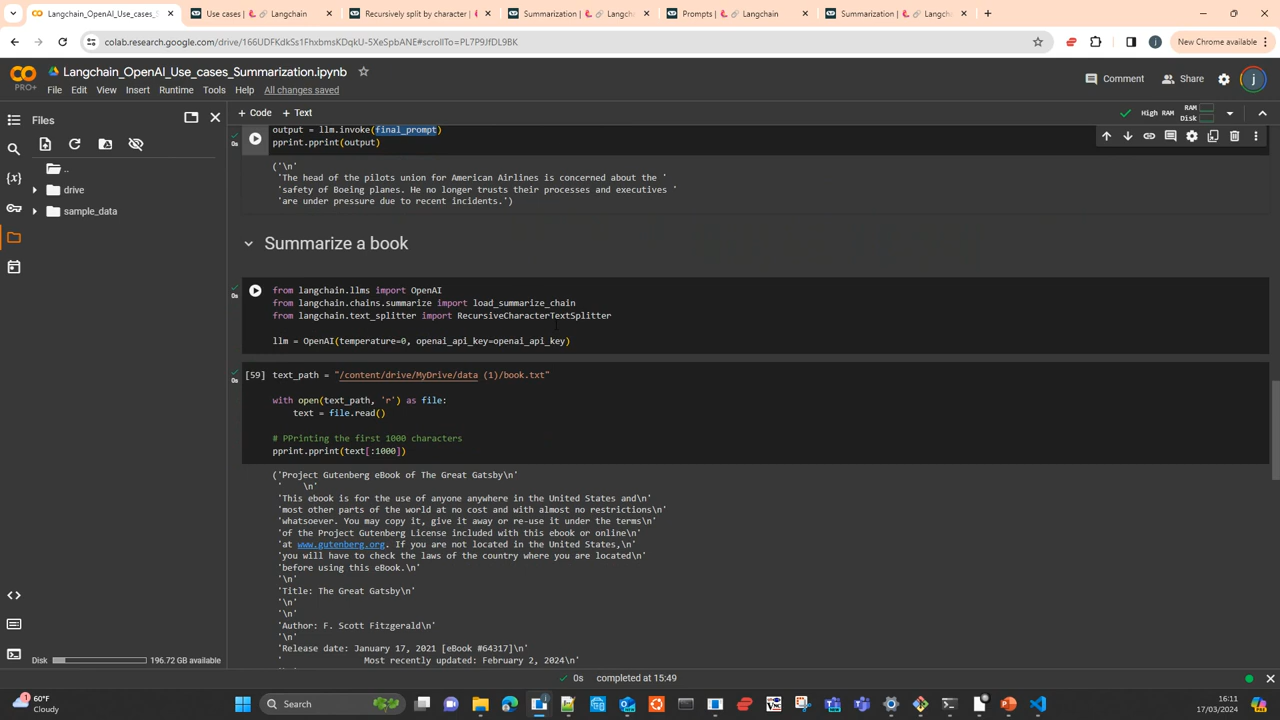 Langchain_OpenAI_Use_cases_Su
Use cases | Langchain
Recursively split by character |
Summarization | Langcha
Prompts | Langchain
Summarization | Langcha
colab.research.google.com/drive/166UDFKdkSs1FhxbmsKDqkU-5XeSpbANE#scrollTo=PL7P9JfDL9BK
New Chrome available
CO
PRO+
Langchain_OpenAI_Use_cases_Summarization.ipynb
File Edit View Insert Runtime Tools Help All changes saved
Comment
Share
j
Files
+ Code + Text
High RAM
RAM
Disk
..
drive
sample_data
{x}
output = llm.invoke(final_prompt)
pprint.pprint(output)
0s
('\n'
'The head of the pilots union for American Airlines is concerned about the '
'safety of Boeing planes. He no longer trusts their processes and executives '
'are under pressure due to recent incidents.')
Summarize a book
0s
from langchain.llms import OpenAI
from langchain.chains.summarize import load_summarize_chain
from langchain.text_splitter import RecursiveCharacterTextSplitter
llm = OpenAI(temperature=0, openai_api_key=openai_api_key)
0s
[59] text_path = "/content/drive/MyDrive/data (1)/book.txt"
with open(text_path, 'r') as file:
text = file.read()
# PPrinting the first 1000 characters
pprint.pprint(text[:1000])
('Project Gutenberg eBook of The Great Gatsby\n'
' \n'
'This ebook is for the use of anyone anywhere in the United States and\n'
'most other parts of the world at no cost and with almost no restrictions\n'
'whatsoever. You may copy it, give it away or re-use it under the terms\n'
'of the Project Gutenberg License included with this ebook or online\n'
'at www.gutenberg.org. If you are not located in the United States,\n'
'you will have to check the laws of the country where you are located\n'
'before using this eBook.\n'
'\n'
'Title: The Great Gatsby\n'
'\n'
'\n'
'Author: F. Scott Fitzgerald\n'
'\n'
'Release date: January 17, 2021 [eBook #64317]\n'
' Most recently updated: February 2, 2024\n'
Disk 196.72 GB available
0s completed at 15:49
60°F
Cloudy
Search
16:11
17/03/2024